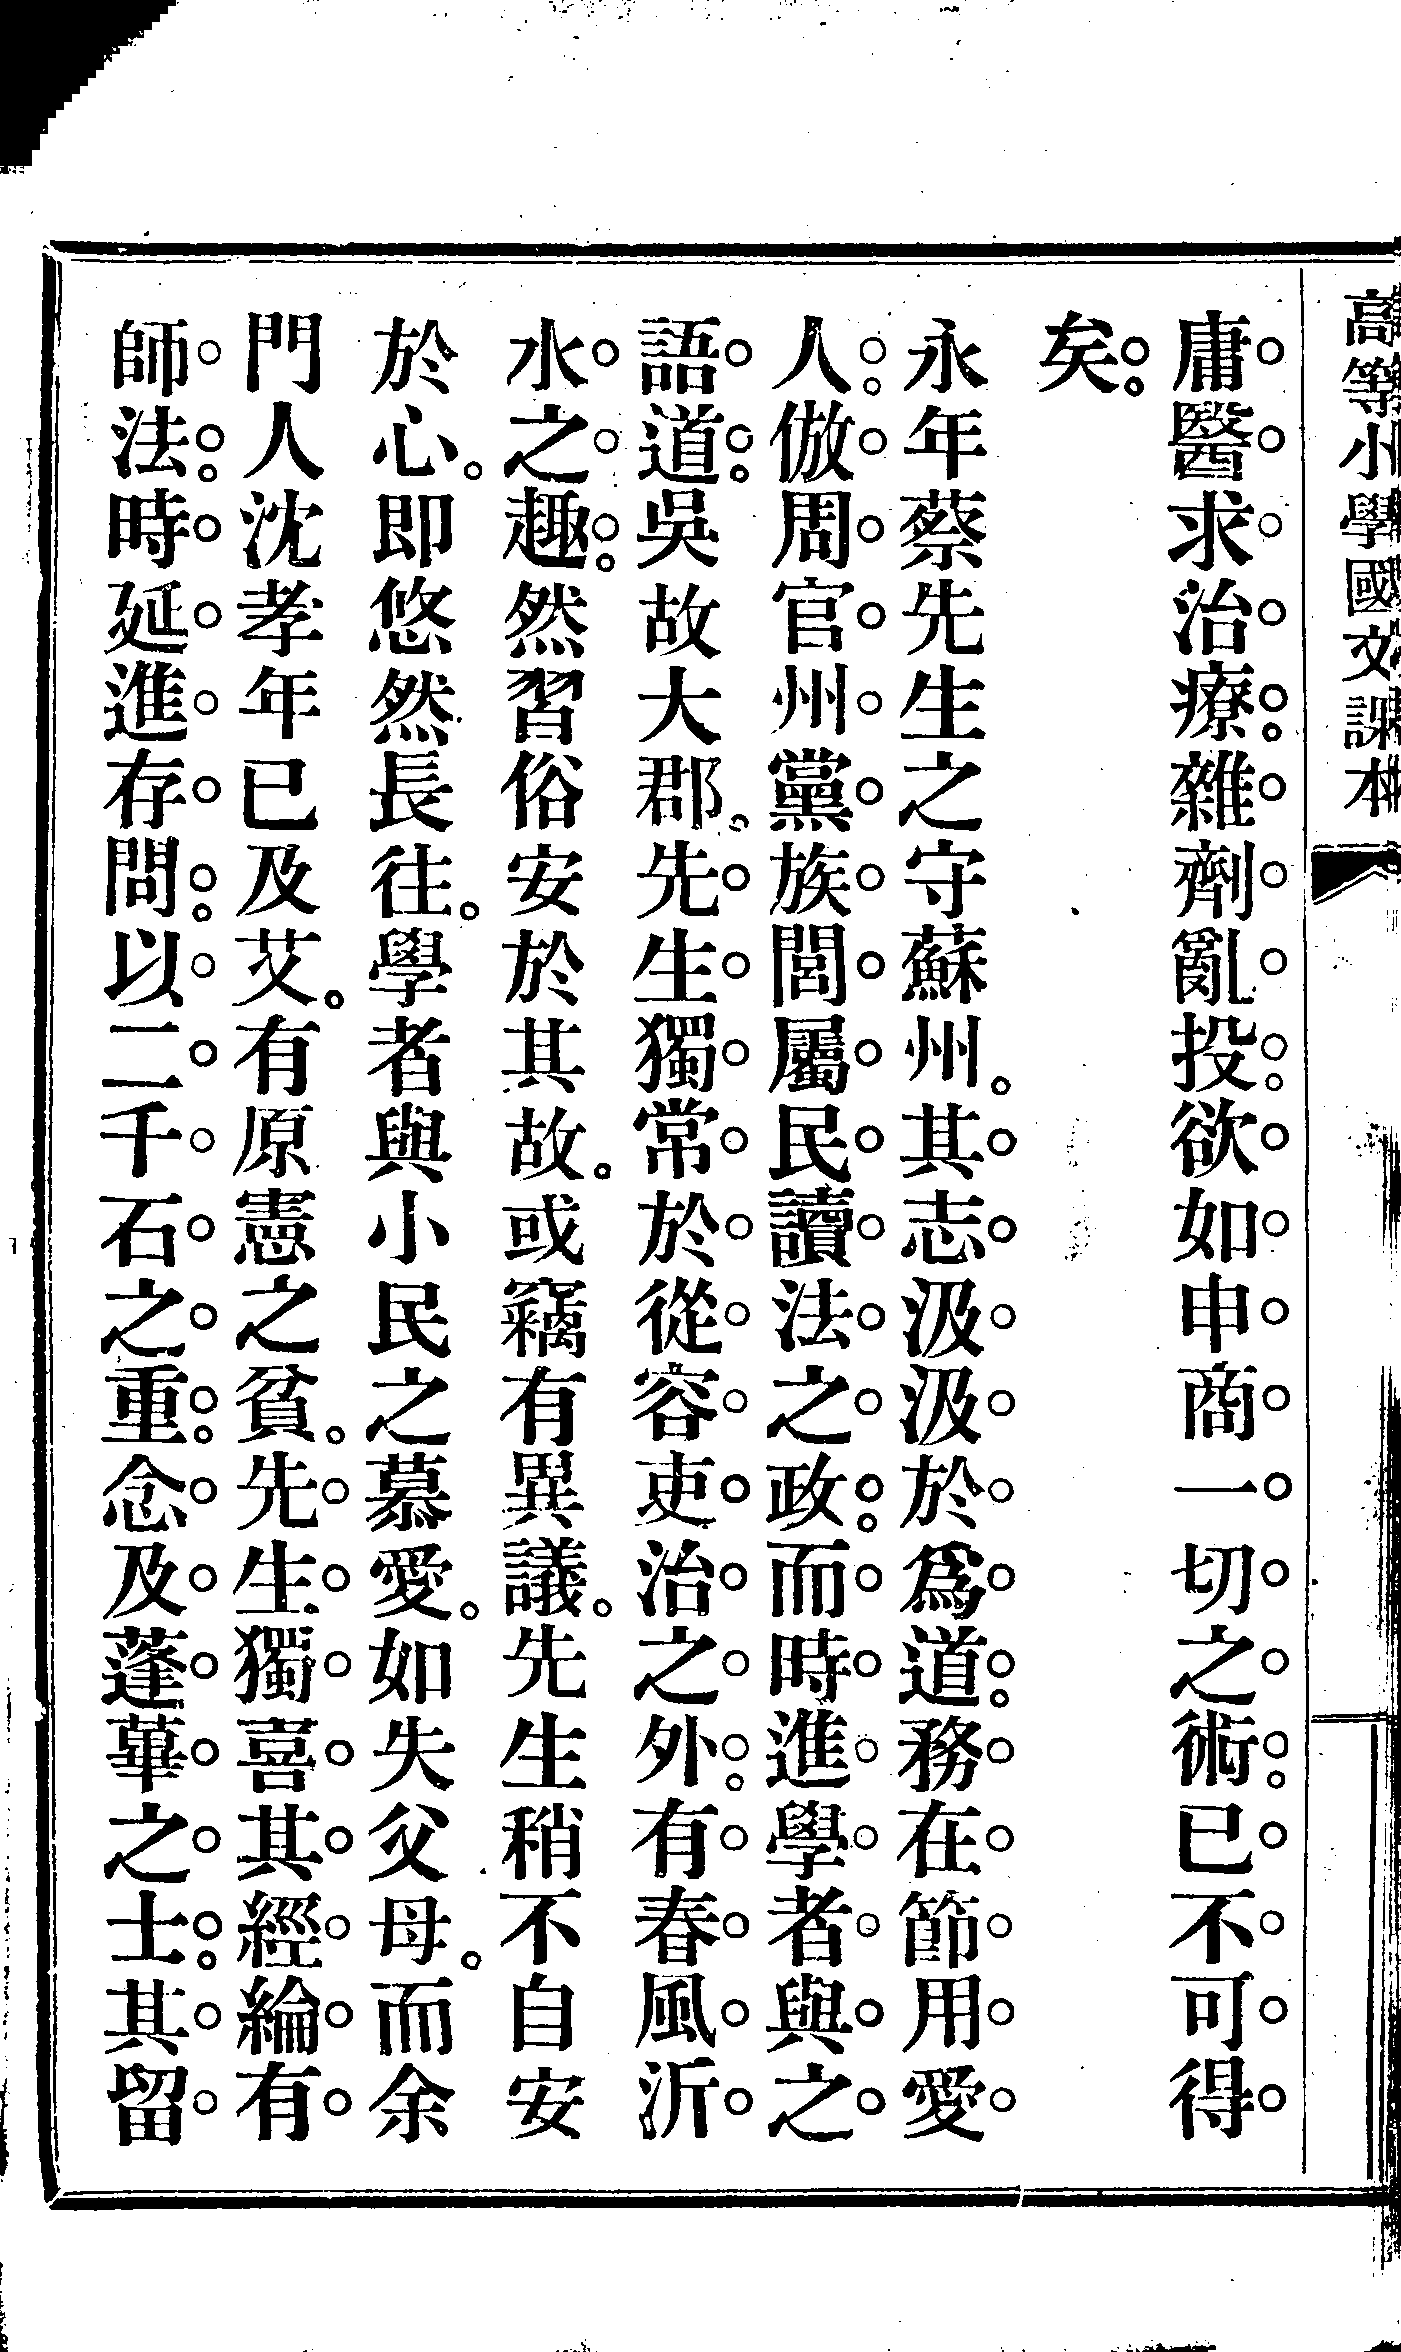 高等小學國文課本
庸醫求治療。雜劑亂投。欲如申商一切之術。已不可得
矣。
永年蔡先生之守蘇州。其志汲汲於爲道。務在節用愛
人。倣周官州黨族閭屬民讀法之政。而時進學者與之
語道。吳故大郡。先生獨常於從容吏治之外。有春風沂
水之趣。然習俗安於其故。或竊有異議。先生稍不自安
於心。即悠然長往。學者與小民之慕愛。如失父母。而余
門人沈孝年已及艾。有原憲之貧。先生獨喜其經綸有
師法。時延進存問。以二千石之重。念及蓬蓽之士。其留